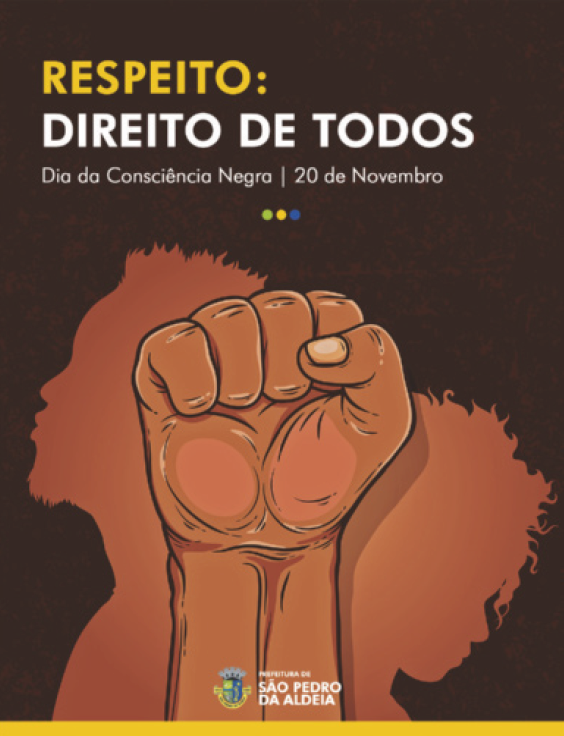 RESPEITO:
DIREITO DE TODOS
Dia da Consciência Negra | 20 de Novembro
PREFEITURA DE
SÃO PEDRO
DA ALDEIA